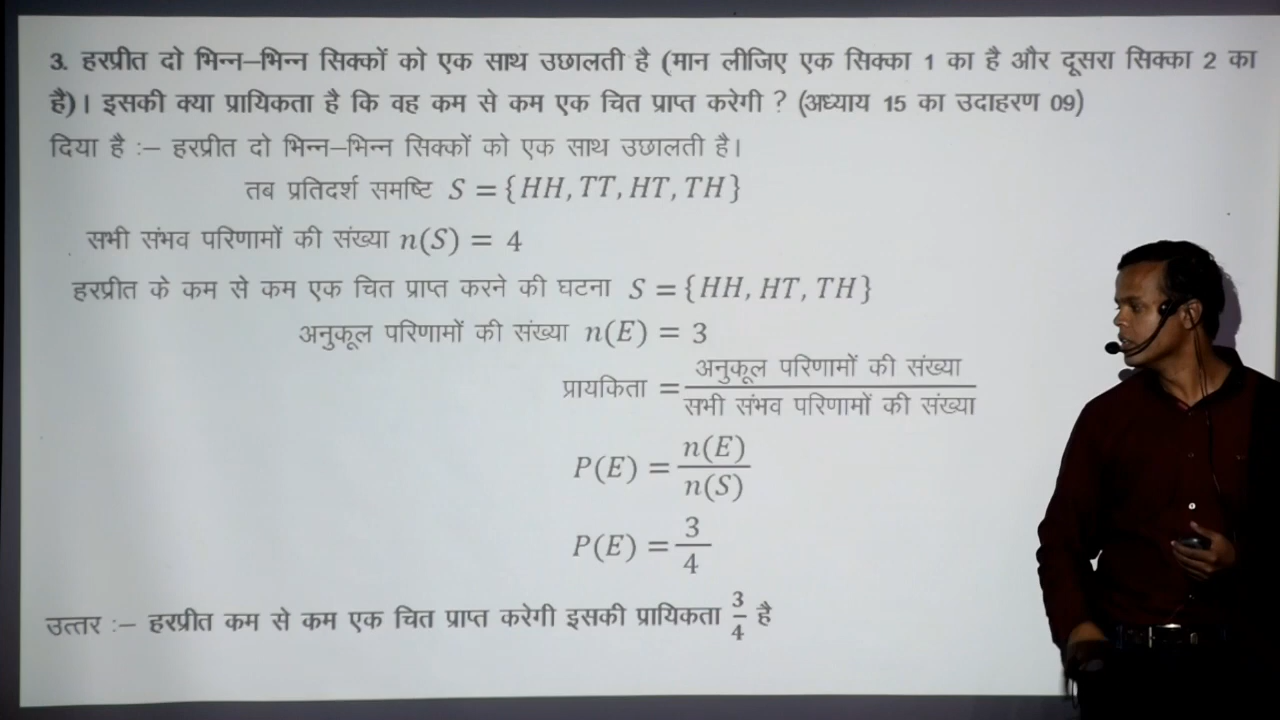 3. हरप्रीत दो भिन्न–भिन्न सिक्कों को एक साथ उछालती है (मान लीजिए एक सिक्का 1 का है और दूसरा सिक्का 2 का
है)। इसकी क्या प्रायिकता है कि वह कम से कम एक चित प्राप्त करेगी ? (अध्याय 15 का उदाहरण 09)
दिया है :– हरप्रीत दो भिन्न–भिन्न सिक्कों को एक साथ उछालती है।
तब प्रतिदर्श समष्टि S = {HH, TT, HT, TH}
सभी संभव परिणामों की संख्या n(S) = 4
हरप्रीत के कम से कम एक चित प्राप्त करने की घटना S = {HH, HT, TH}
अनुकूल परिणामों की संख्या n(E) = 3
प्रायकिता = अनुकूल परिणामों की संख्या / सभी संभव परिणामों की संख्या
P(E) = n(E) / n(S)
P(E) = 3 / 4
उत्तर :– हरप्रीत कम से कम एक चित प्राप्त करेगी इसकी प्रायिकता 3/4 है